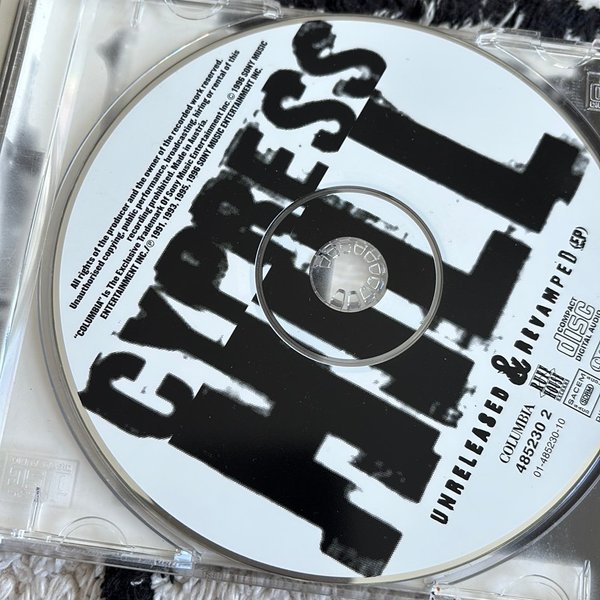 All rights of the producer and the owner of the recorded work reserved.
Unauthorised copying, public performance, broadcasting, hiring or rental of this
recording prohibited. Made in Austria.
"COLUMBIA" Is The Exclusive Trademark Of Sony Music Entertainment Inc. © 1996 SONY MUSIC
ENTERTAINMENT INC./ ℗ 1991, 1993, 1995, 1996 SONY MUSIC ENTERTAINMENT INC.
CYPRESS
HILL
UNRELEASED & REVAMPED (EP)
COLUMBIA
485230 2
01-485230-10
COMPACT
disc
DIGITAL AUDIO
SACEM